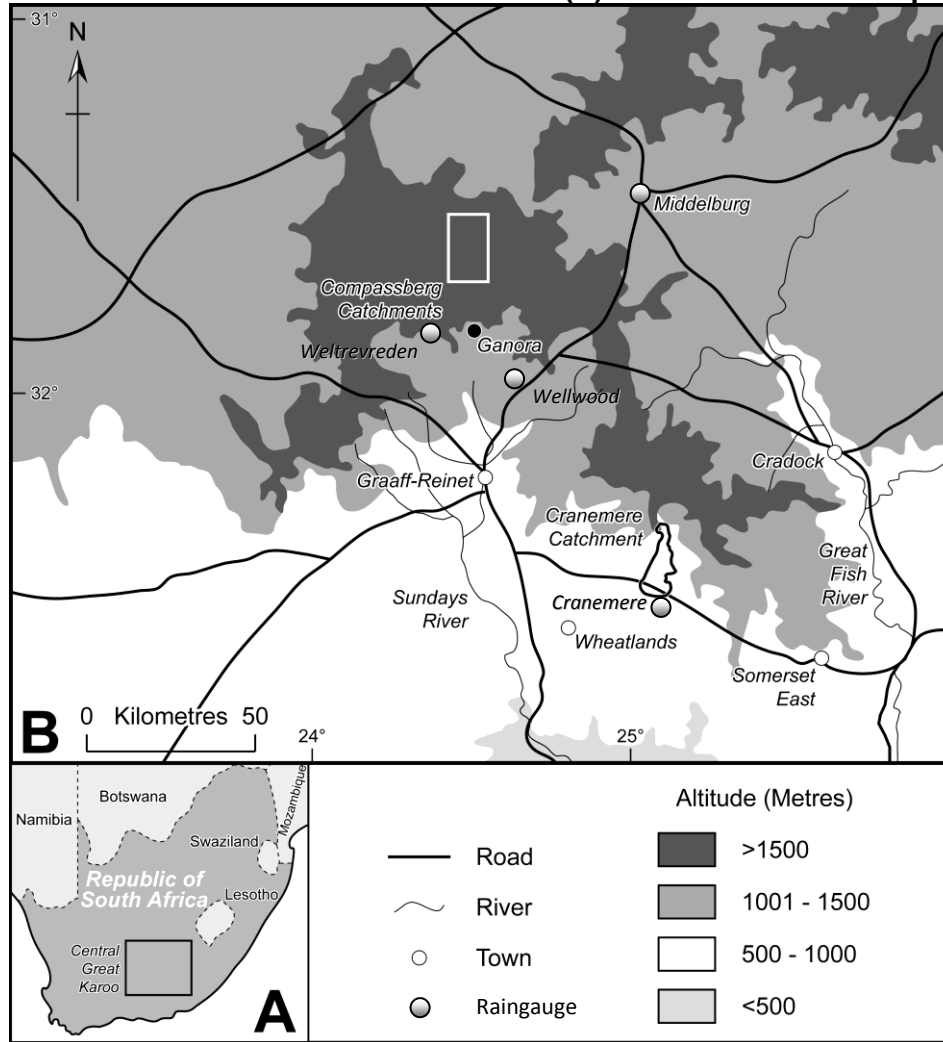 31°
N
Middelburg
Compassberg
Catchments
Weltrevreden
Ganora
32°
Wellwood
Cradock
Graaff-Reinet
Cranemere
Catchment
Great
Fish
River
Sundays
River
Cranemere
Wheatlands
Somerset
East
B
0 Kilometres 50
24°
25°
Namibia
Botswana
Mozambique
Swaziland
Republic of
South Africa
Lesotho
Central
Great
Karoo
A
Road
River
Town
Raingauge
Altitude (Metres)
>1500
1001 - 1500
500 - 1000
<500